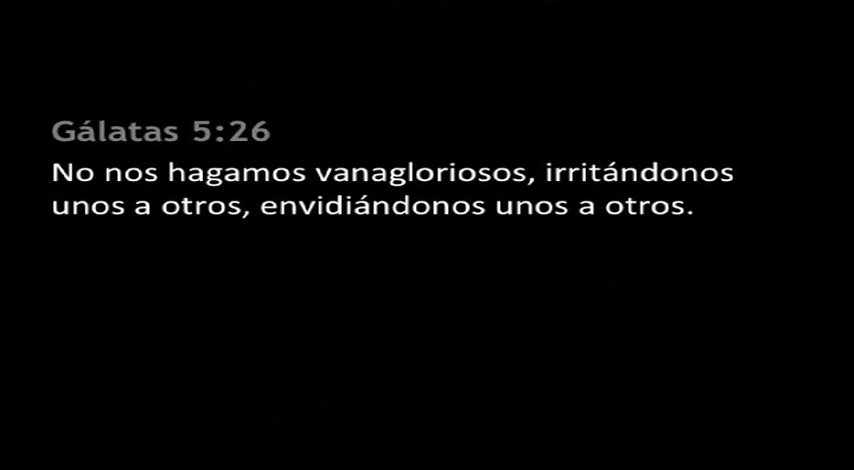 Gálatas 5:26
No nos hagamos vanagloriosos, irritándonos
unos a otros, envidiándonos unos a otros.